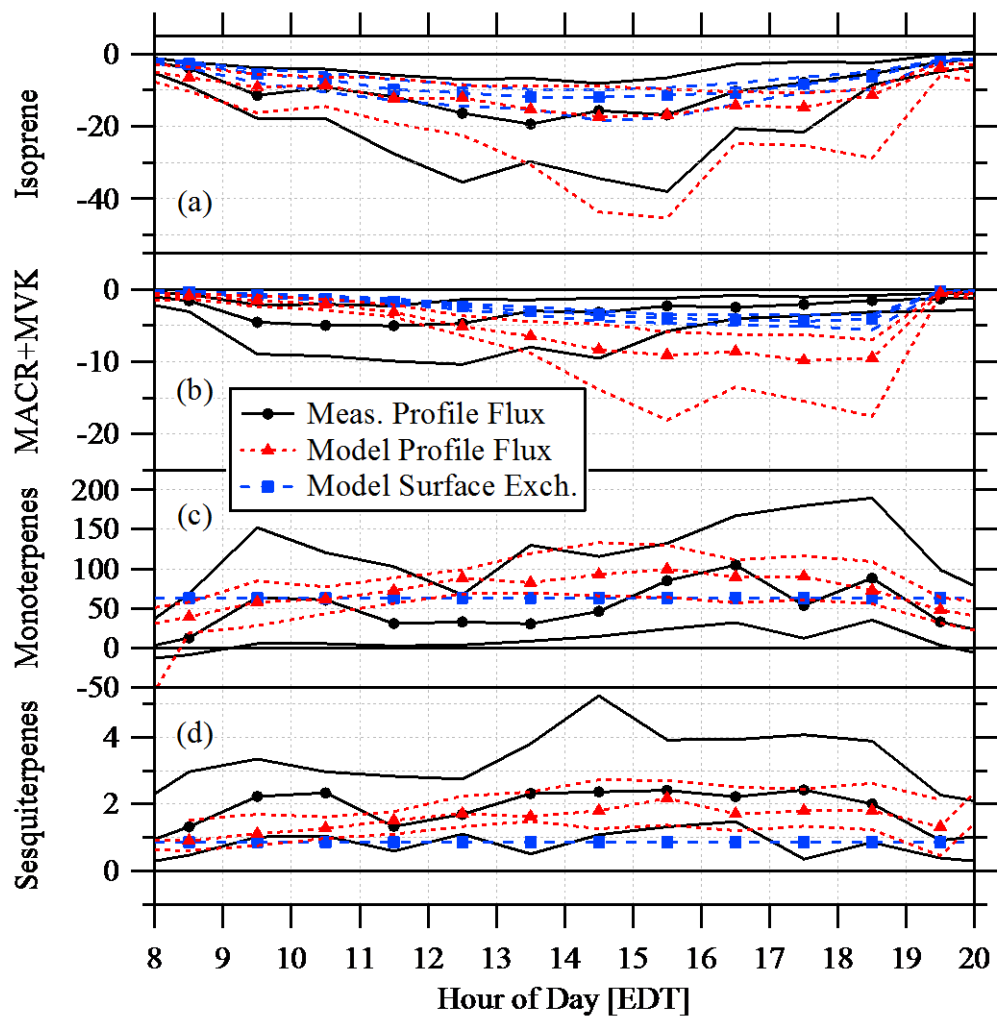 Isoprene
0
-20
-40
(a)
MACR+MVK
0
-10
-20
(b)
Meas. Profile Flux
Model Profile Flux
Model Surface Exch.
Monoterpenes
200
150
100
50
0
-50
(c)
Sesquiterpenes
4
2
0
(d)
8 9 10 11 12 13 14 15 16 17 18 19 20
Hour of Day [EDT]